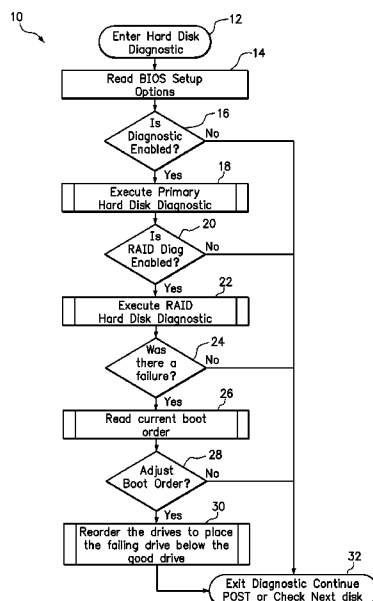 10
12
Enter Hard Disk
Diagnostic
14
Read BIOS Setup
Options
16
Is
Diagnostic
Enabled?
No
Yes
18
Execute Primary
Hard Disk Diagnostic
20
Is
RAID Diag
Enabled?
No
Yes
22
Execute RAID
Hard Disk Diagnostic
24
Was
there a
failure?
No
Yes
26
Read current boot
order
28
Adjust
Boot Order?
No
Yes
30
Reorder the drives to place
the failing drive below the
good drive
32
Exit Diagnostic Continue
POST or Check Next disk